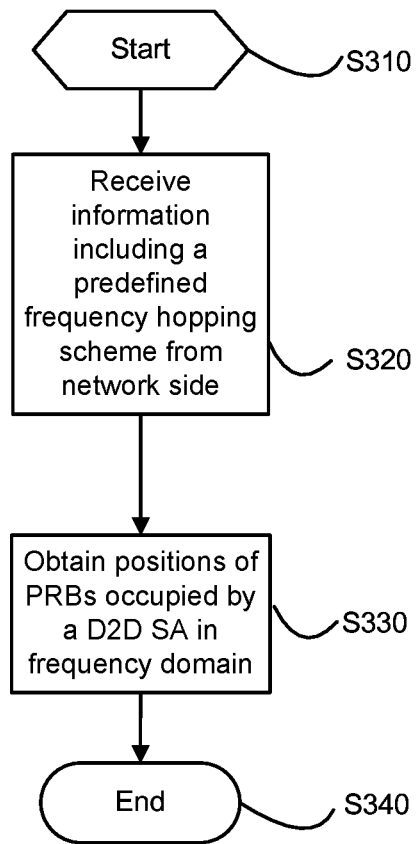 Start
S310
Receive
information
including a
predefined
frequency hopping
scheme from
network side
S320
Obtain positions of
PRBs occupied by
a D2D SA in
frequency domain
S330
End
S340